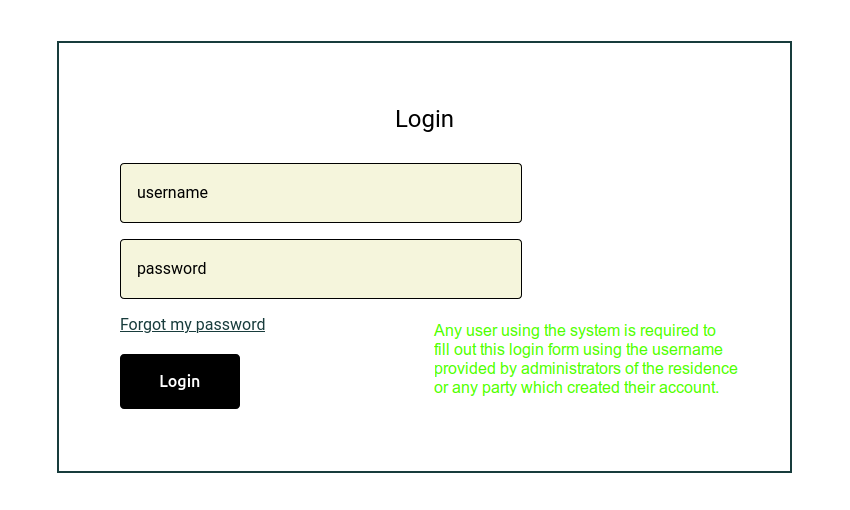 Login
username
password
Forgot my password
Login
Any user using the system is required to
fill out this login form using the username
provided by administrators of the residence
or any party which created their account.